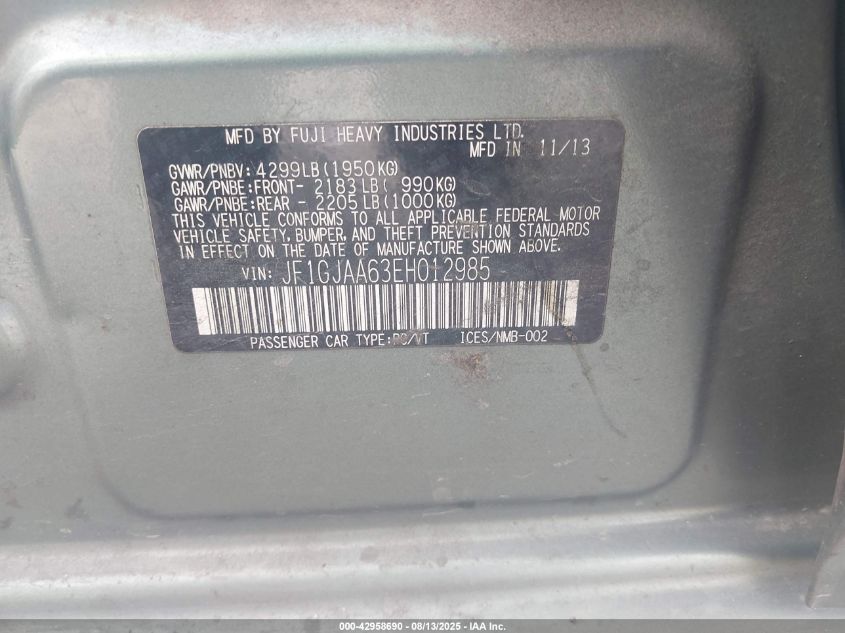 MFD BY FUJI HEAVY INDUSTRIES LTD.
MFD IN 11/13
GVWR/PNBV: 4299LB(1950KG)
GAWR/PNBE:FRONT- 2183LB( 990KG)
GAWR/PNBE:REAR - 2205LB(1000KG)
THIS VEHICLE CONFORMS TO ALL APPLICABLE FEDERAL MOTOR
VEHICLE SAFETY, BUMPER, AND THEFT PREVENTION STANDARDS
IN EFFECT ON THE DATE OF MANUFACTURE SHOWN ABOVE.
VIN: JF1GJAA63EH012985
PASSENGER CAR TYPE: ICES/NMB-002
000-42958690 - 08/13/2025 - IAA Inc.